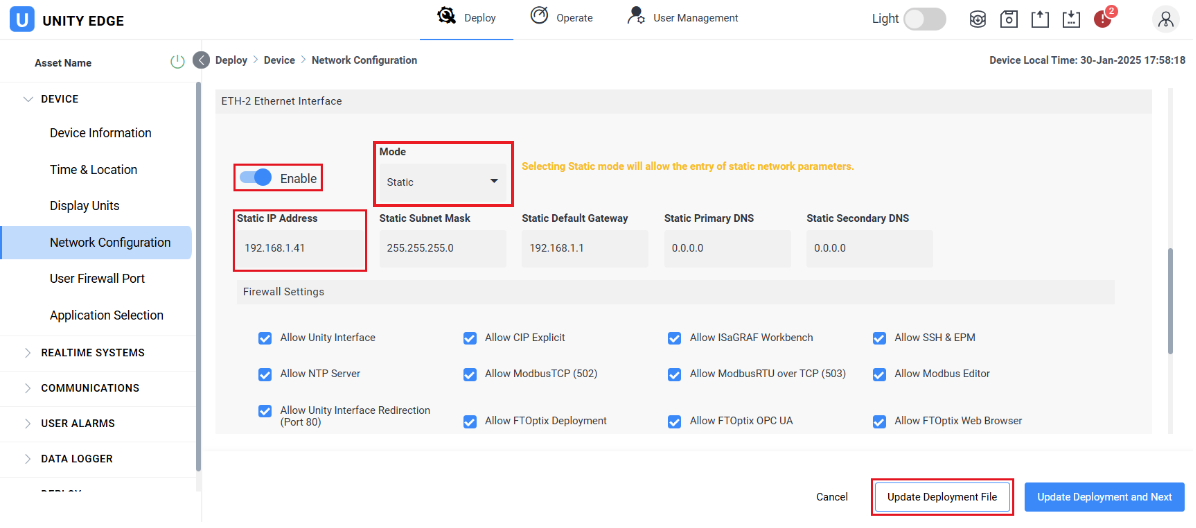 U UNITY EDGE
Deploy
Operate
User Management
Light
2
Asset Name
Deploy > Device > Network Configuration
Device Local Time: 30-Jan-2025 17:58:18
DEVICE
Device Information
Time & Location
Display Units
Network Configuration
User Firewall Port
Application Selection
REALTIME SYSTEMS
COMMUNICATIONS
USER ALARMS
DATA LOGGER
ETH-2 Ethernet Interface
Enable
Mode
Static
Selecting Static mode will allow the entry of static network parameters.
Static IP Address Static Subnet Mask Static Default Gateway Static Primary DNS Static Secondary DNS
192.168.1.41 255.255.255.0 192.168.1.1 0.0.0.0 0.0.0.0
Firewall Settings
Allow Unity Interface Allow CIP Explicit Allow ISaGRAF Workbench Allow SSH & EPM
Allow NTP Server Allow ModbusTCP (502) Allow ModbusRTU over TCP (503) Allow Modbus Editor
Allow Unity Interface Redirection
(Port 80)
Allow FTOptix Deployment Allow FTOptix OPC UA Allow FTOptix Web Browser
Cancel Update Deployment File Update Deployment and Next